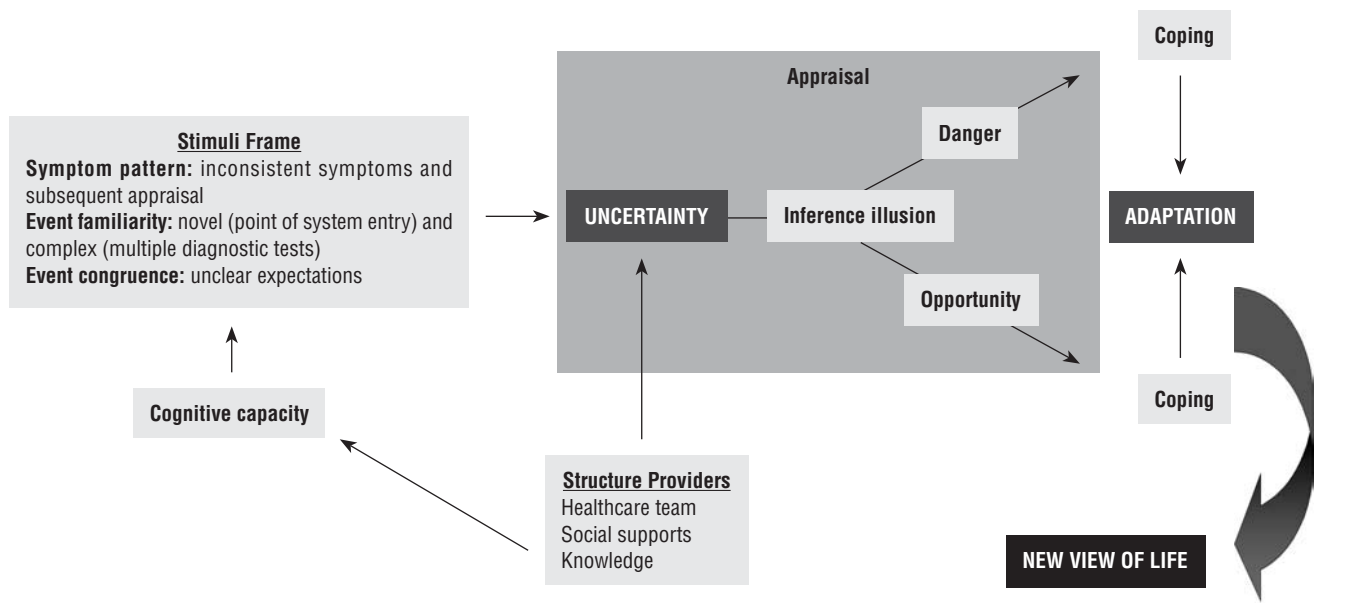 Stimuli Frame
Symptom pattern: inconsistent symptoms and
subsequent appraisal
Event familiarity: novel (point of system entry) and
complex (multiple diagnostic tests)
Event congruence: unclear expectations
Cognitive capacity
Structure Providers
Healthcare team
Social supports
Knowledge
Appraisal
UNCERTAINTY
Inference illusion
Danger
Opportunity
Coping
ADAPTATION
Coping
NEW VIEW OF LIFE